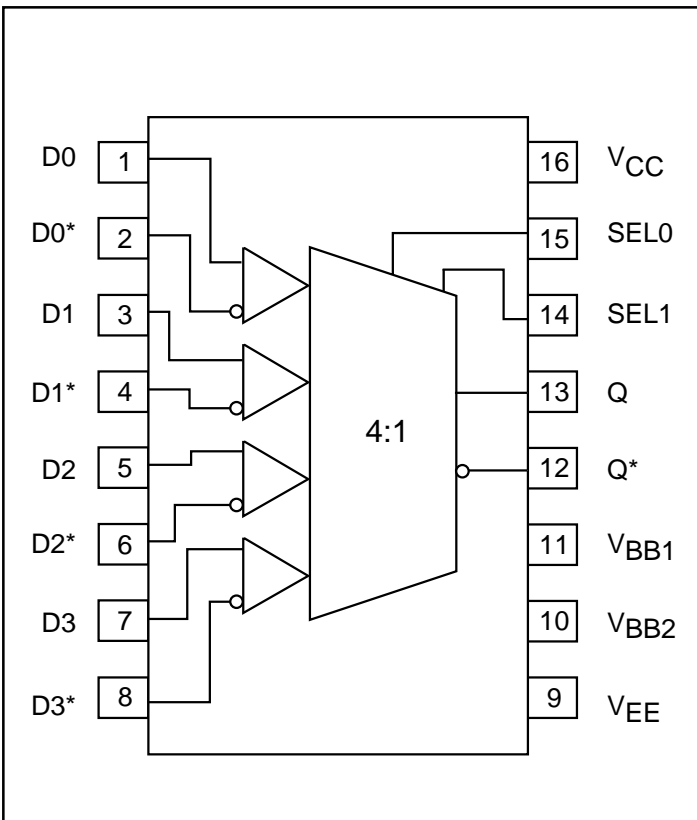 D0 1
D0* 2
D1 3
D1* 4
D2 5
D2* 6
D3 7
D3* 8
4:1
16 VCC
15 SEL0
14 SEL1
13 Q
12 Q*
11 VBB1
10 VBB2
9 VEE